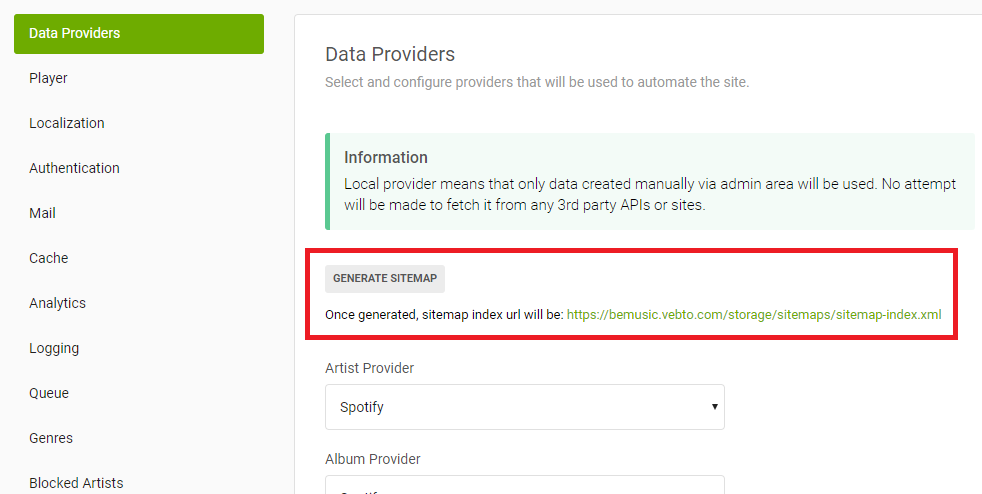 Data Providers
Player
Localization
Authentication
Mail
Cache
Analytics
Logging
Queue
Genres
Blocked Artists
Data Providers
Select and configure providers that will be used to automate the site.
Information
Local provider means that only data created manually via admin area will be used. No attempt
will be made to fetch it from any 3rd party APIs or sites.
GENERATE SITEMAP
Once generated, sitemap index url will be: https://bemusic.vebto.com/storage/sitemaps/sitemap-index.xml
Artist Provider
Spotify
Album Provider